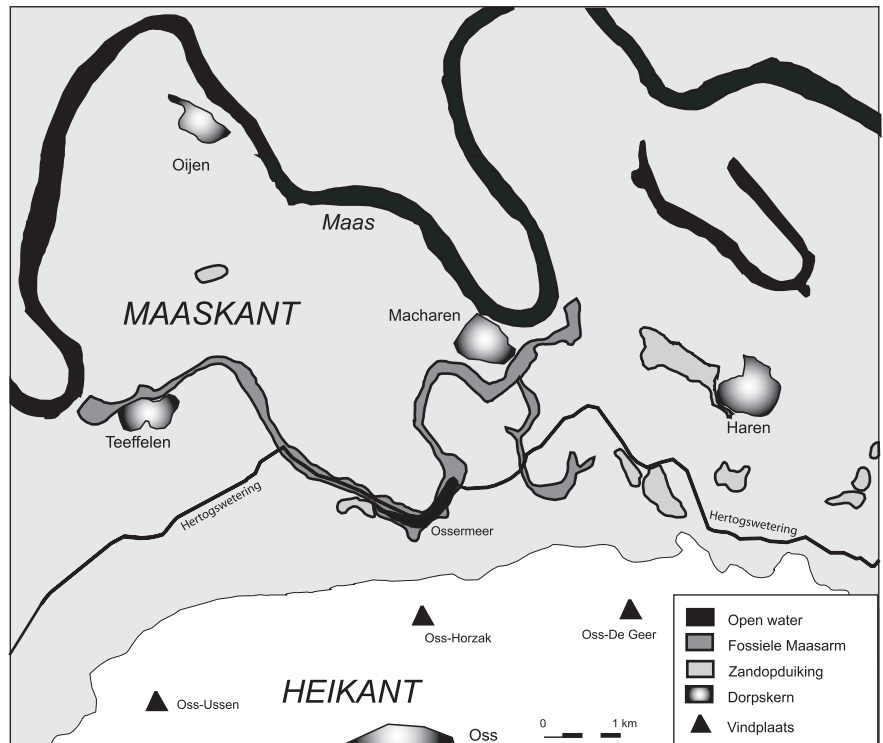 Oijen
Maas
MAASKANT
Macharen
Teeffelen
Haren
Hertogswetering
Hertogswetering
Ossermeer
Oss-Horzak
Oss-De Geer
Oss-Ussen
HEIKANT
Oss
0 1 km
Open water
Fossiele Maasarm
Zandopduiking
Dorpskern
Vindplaats